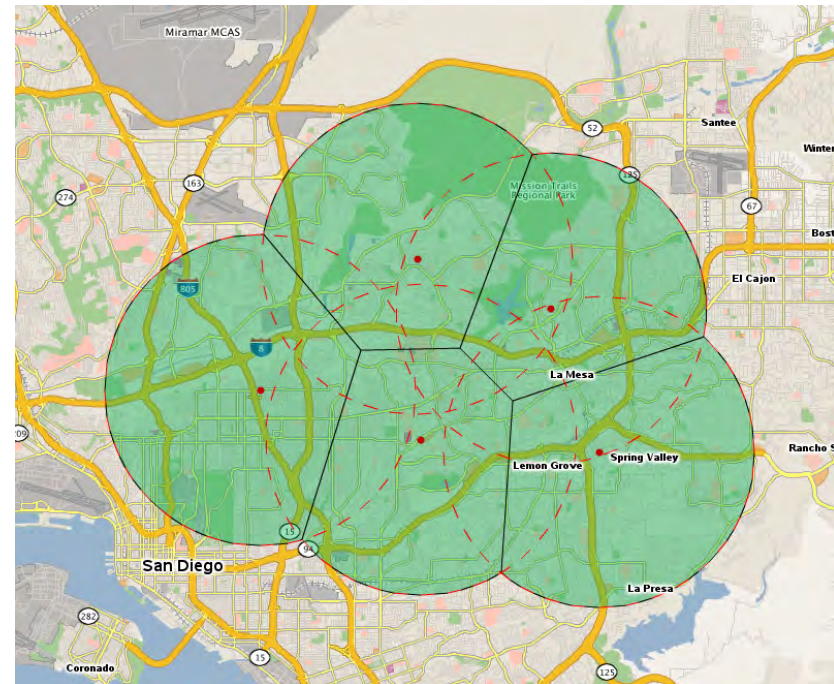 Miramar MCAS
52
Santee
Winter
163
125
Mission Trails
Regional Park
274
67
Bost
El Cajon
805
8
La Mesa
209
Lemon Grove
Spring Valley
Rancho S
15
94
San Diego
La Presa
282
Coronado
15
125